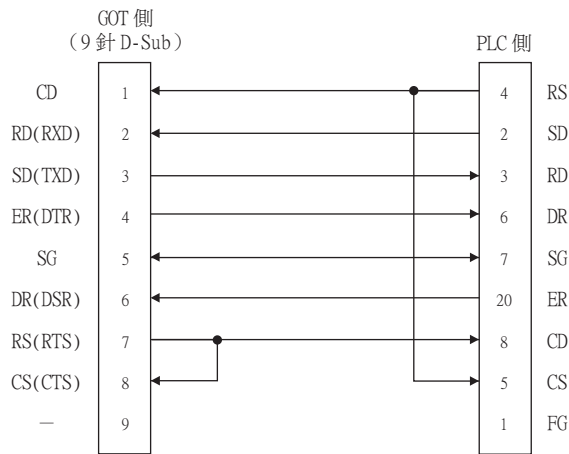 GOT 側
(9 針 D-Sub)
PLC 側
CD 1 4 RS
RD(RXD) 2 2 SD
SD(TXD) 3 3 RD
ER(DTR) 4 6 DR
SG 5 7 SG
DR(DSR) 6 20 ER
RS(RTS) 7 8 CD
CS(CTS) 8 5 CS
— 9 1 FG